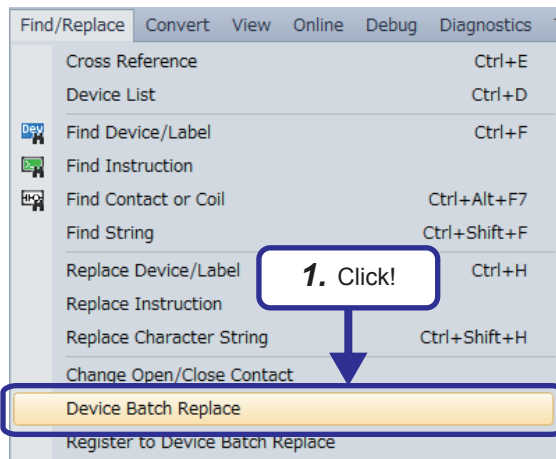 Find/Replace Convert View Online Debug Diagnostics
Cross Reference Ctrl+E
Device List Ctrl+D
Dev Find Device/Label Ctrl+F
Find Instruction
Find Contact or Coil Ctrl+Alt+F7
Find String Ctrl+Shift+F
Replace Device/Label Ctrl+H
1. Click!
Replace Instruction
Replace Character String Ctrl+Shift+H
Change Open/Close Contact
Device Batch Replace
Register to Device Batch Replace